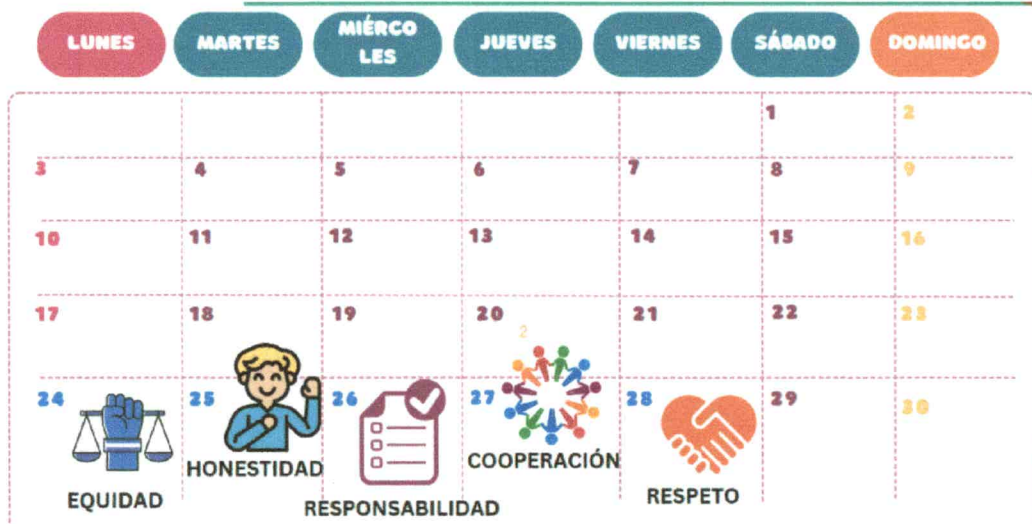 LUNES MARTES MIÉRCO LES JUEVES VIERNES SÁBADO DOMINGO
1 2
3 4 5 6 7 8 9
10 11 12 13 14 15 16
17 18 19 20 21 22 23
2
24 25 26 27 28 29 30
EQUIDAD HONESTIDAD RESPONSABILIDAD COOPERACIÓN RESPETO